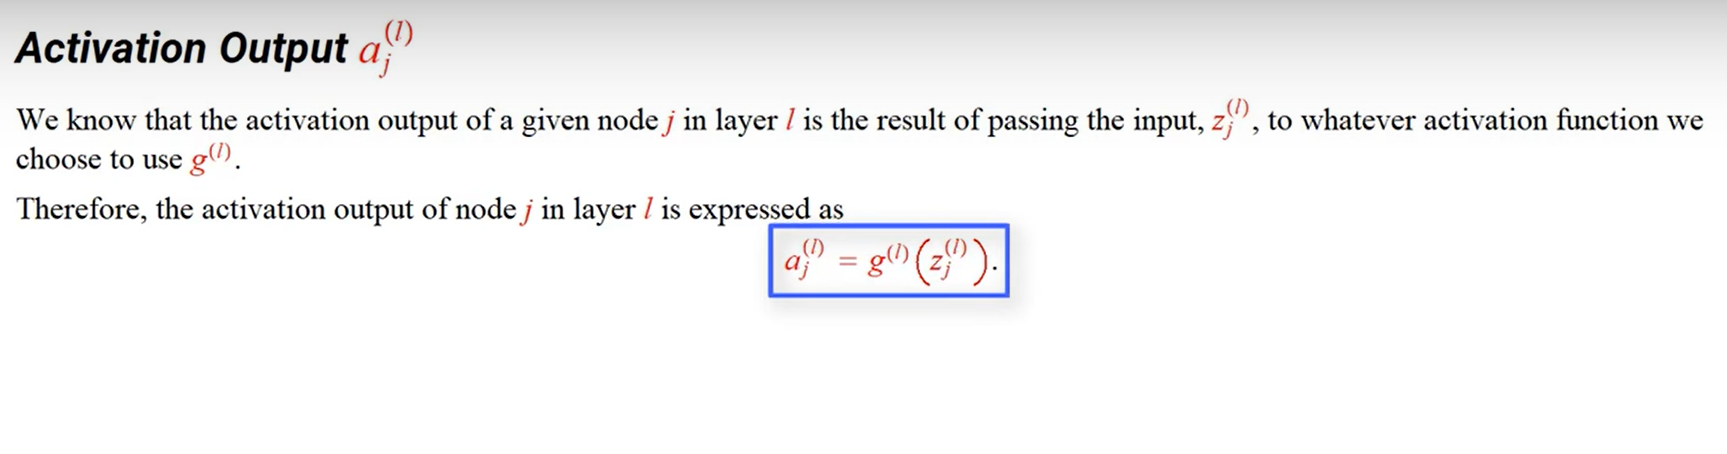 Activation Output a_j^{(l)}
We know that the activation output of a given node j in layer l is the result of passing the input, z_j^{(l)}, to whatever activation function we
choose to use g^{(l)}.
Therefore, the activation output of node j in layer l is expressed as
a_j^{(l)} = g^{(l)}(z_j^{(l)}).